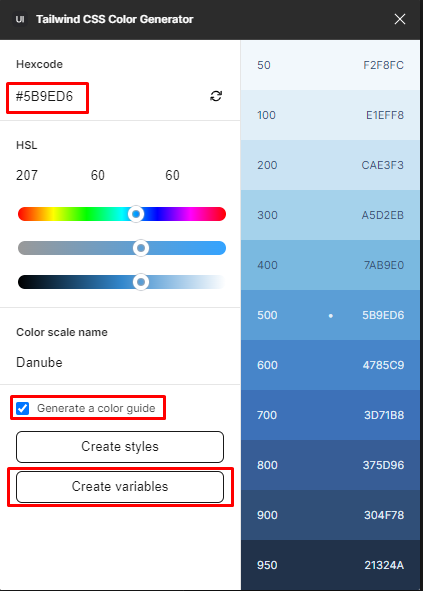 UI Tailwind CSS Color Generator
Hexcode
#5B9ED6
HSL
207 60 60
Color scale name
Danube
Generate a color guide
Create styles
Create variables
50 F2F8FC
100 E1EFF8
200 CAE3F3
300 A5D2EB
400 7AB9E0
500 5B9ED6
600 4785C9
700 3D71B8
800 375D96
900 304F78
950 21324A